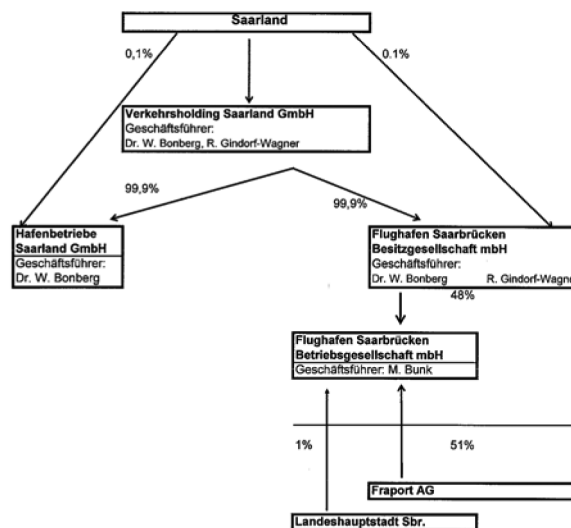 Saarland
0,1%
0.1%
Verkehrsholding Saarland GmbH
Geschäftsführer:
Dr. W. Bonberg, R. Gindorf-Wagner
99,9%
99,9%
Hafenbetriebe
Saarland GmbH
Geschäftsführer:
Dr. W. Bonberg
Flughafen Saarbrücken
Besitzgesellschaft mbH
Geschäftsführer:
Dr. W. Bonberg R. Gindorf-Wagne
48%
Flughafen Saarbrücken
Betriebsgesellschaft mbH
Geschäftsführer: M. Bunk
1%
51%
Fraport AG
Landeshauptstadt Sbr.